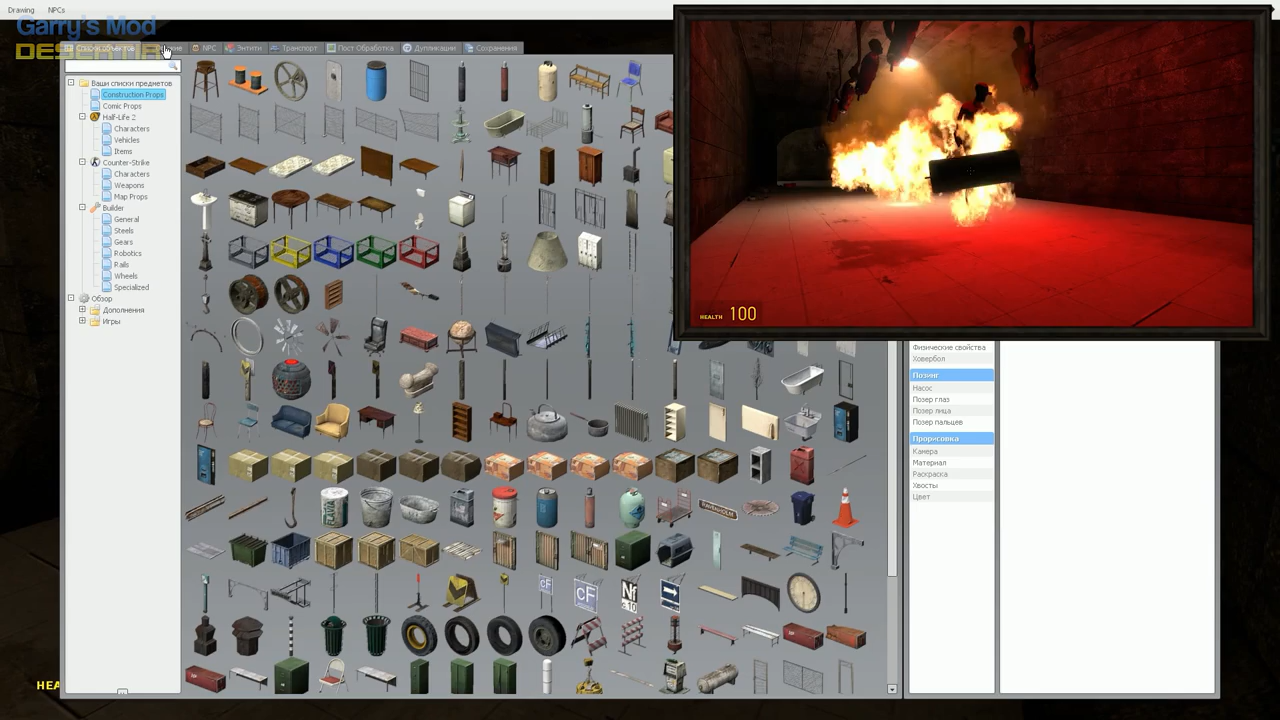 Drawing NPCs
Garry's Mod
NPC Энтити Транспорт Пост Обработка Дупликации Сохранения
Ваши списки предметов
Construction Props
Comic Props
Half-Life 2
Characters
Vehicles
Items
Counter-Strike
Characters
Weapons
Map Props
Builder
General
Steels
Gears
Robotics
Rails
Wheels
Specialized
Обзор
Дополнения
Игры
HEALTH 100
Физические свойства
Ховербол
Позинг
Насос
Позер глаз
Позер лица
Позер пальцев
Прорисовка
Камера
Материал
Раскраска
Хвосты
Цвет
RAVENHOLM
CF
HEA